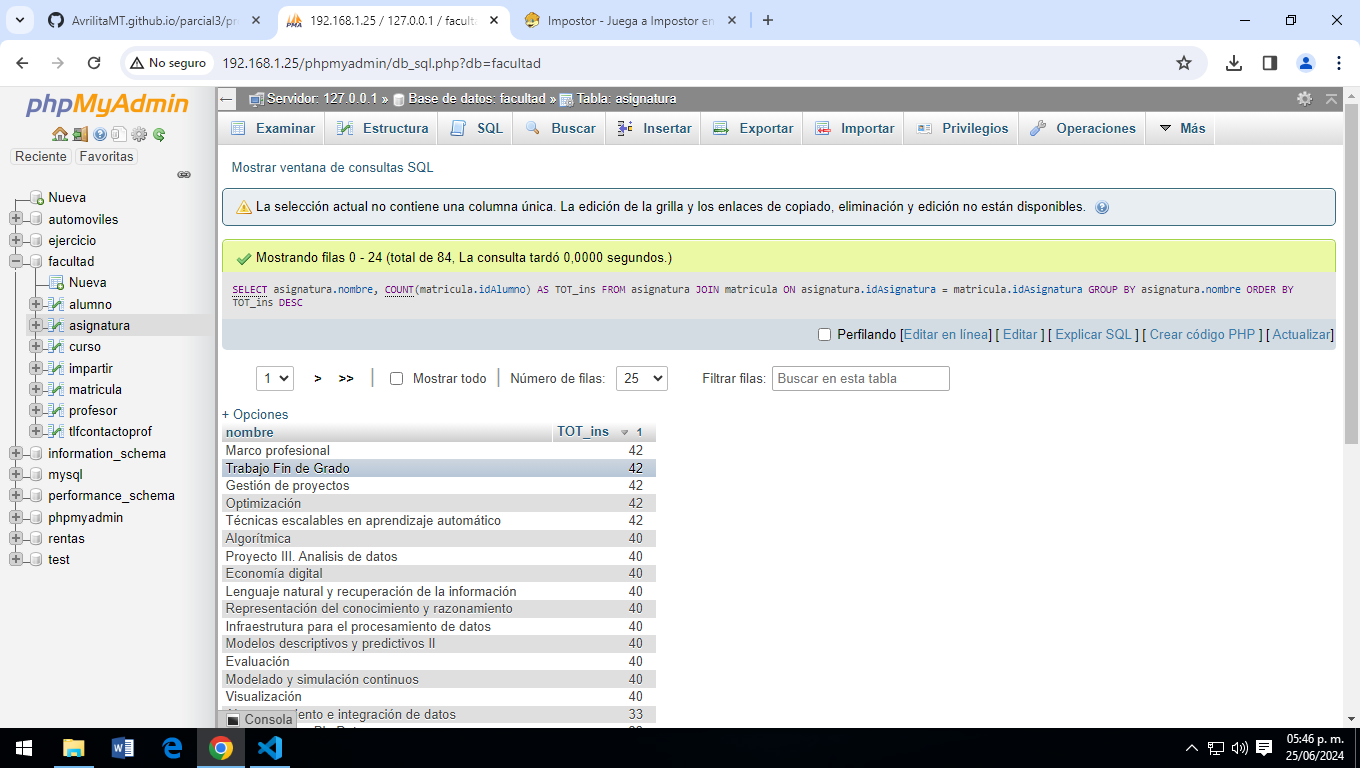 AvrilitaMT.github.io/parcial3/pr
192.168.1.25 / 127.0.0.1 / faculta
Impostor - Juega a Impostor en
No seguro
192.168.1.25/phpmyadmin/db_sql.php?db=facultad
phpMyAdmin
Reciente
Favoritas
Nueva
automoviles
ejercicio
facultad
Nueva
alumno
asignatura
curso
impartir
matricula
profesor
tlfcontactoprof
information_schema
mysql
performance_schema
phpmyadmin
rentas
test
Servidor: 127.0.0.1 » Base de datos: facultad » Tabla: asignatura
Examinar
Estructura
SQL
Buscar
Insertar
Exportar
Importar
Privilegios
Operaciones
Más
Mostrar ventana de consultas SQL
La selección actual no contiene una columna única. La edición de la grilla y los enlaces de copiado, eliminación y edición no están disponibles.
Mostrando filas 0 - 24 (total de 84, La consulta tardó 0,0000 segundos.)
SELECT asignatura.nombre, COUNT(matricula.idAlumno) AS TOT_ins FROM asignatura JOIN matricula ON asignatura.idAsignatura = matricula.idAsignatura GROUP BY asignatura.nombre ORDER BY
TOT_ins DESC
Perfilando [Editar en línea] [ Editar ] [ Explicar SQL ] [ Crear código PHP ] [ Actualizar]
1 > >> | Mostrar todo | Número de filas: 25 Filtrar filas: Buscar en esta tabla
+ Opciones
nombre TOT_ins 1
Marco profesional 42
Trabajo Fin de Grado 42
Gestión de proyectos 42
Optimización 42
Técnicas escalables en aprendizaje automático 42
Algorítmica 40
Proyecto III. Analisis de datos 40
Economía digital 40
Lenguaje natural y recuperación de la información 40
Representación del conocimiento y razonamiento 40
Infraestrutura para el procesamiento de datos 40
Modelos descriptivos y predictivos II 40
Evaluación 40
Modelado y simulación continuos 40
Visualización 40
e integración de datos 33
Consola
05:46 p. m.
25/06/2024